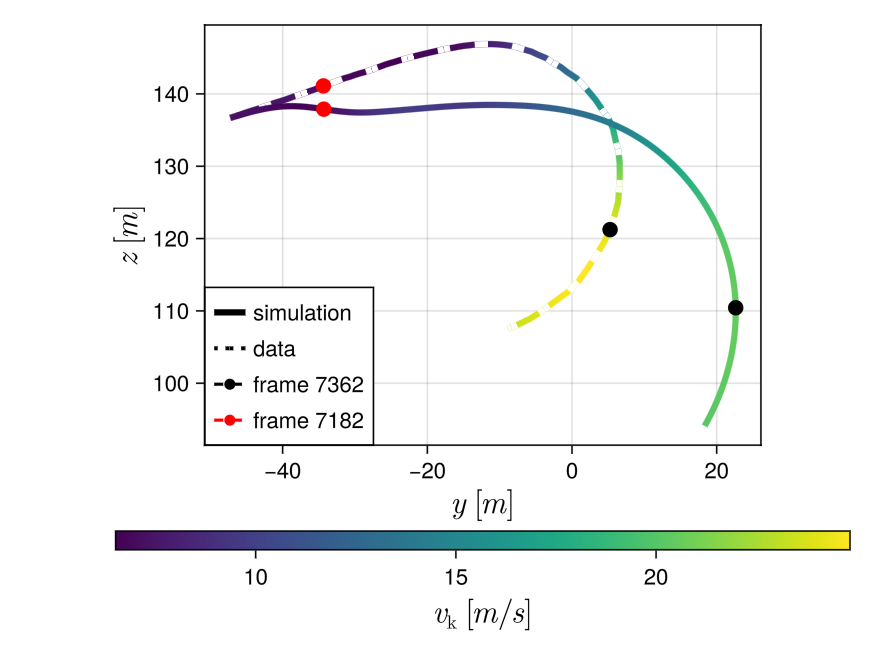 z [m]
140
130
120
110
100
simulation
data
frame 7362
frame 7182
−40 −20 0 20
y [m]
10 15 20
v_k [m/s]